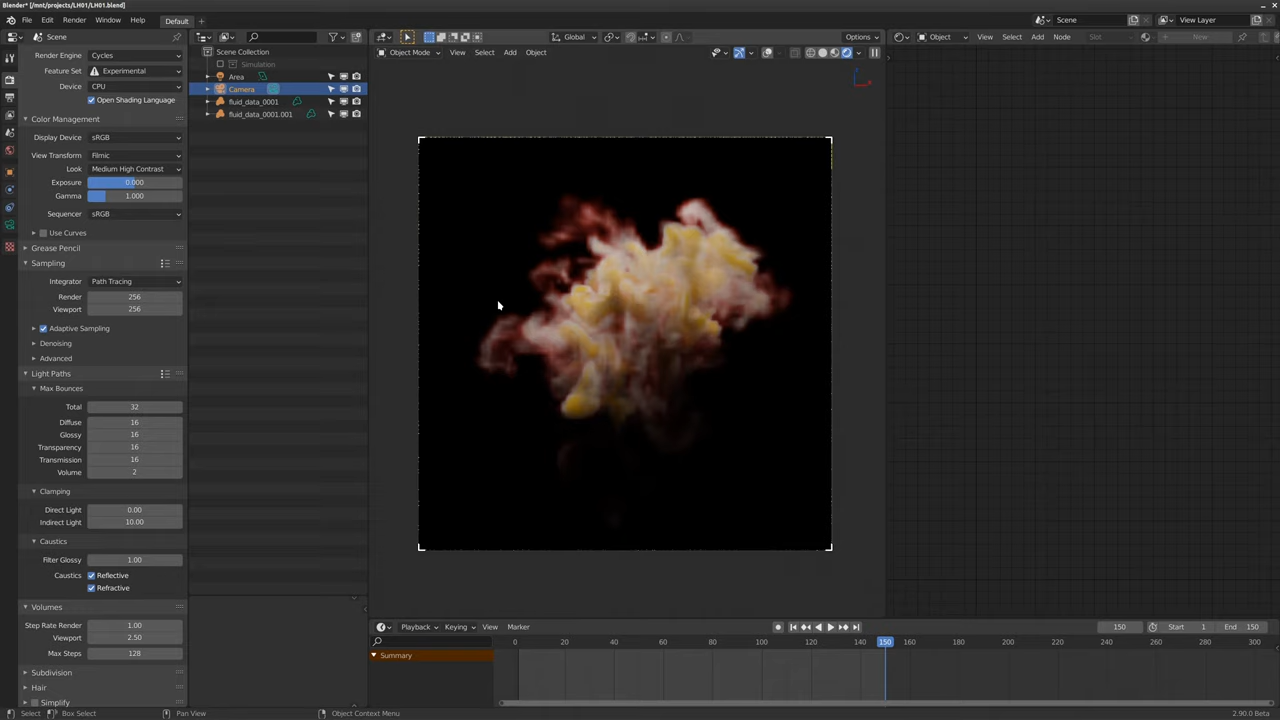 Blender* [/mnt/projects/LH01/LH01.blend]
File Edit Render Window Help Default
Scene View Layer
Scene
Render Engine Cycles
Feature Set Experimental
Device CPU
Open Shading Language
Color Management
Display Device sRGB
View Transform Filmic
Look Medium High Contrast
Exposure 0.000
Gamma 1.000
Sequencer sRGB
Use Curves
Grease Pencil
Sampling
Integrator Path Tracing
Render 256
Viewport 256
Adaptive Sampling
Denoising
Advanced
Light Paths
Max Bounces
Total 32
Diffuse 16
Glossy 16
Transparency 16
Transmission 16
Volume 2
Clamping
Direct Light 0.00
Indirect Light 10.00
Caustics
Filter Glossy 1.00
Caustics Reflective
Refractive
Volumes
Step Rate Render 1.00
Viewport 2.50
Max Steps 128
Subdivision
Hair
Simplify
Scene Collection
Simulation
Area
Camera
fluid_data_0001
fluid_data_0001.001
Global Options
Object Mode View Select Add Object
Object View Select Add Node Slot New
Playback Keying View Marker 150 Start 1 End 150
0 20 40 60 80 100 120 140 150 160 180 200 220 240 260 280 300
Summary
Select Box Select Pan View Object Context Menu 2.90.0 Beta